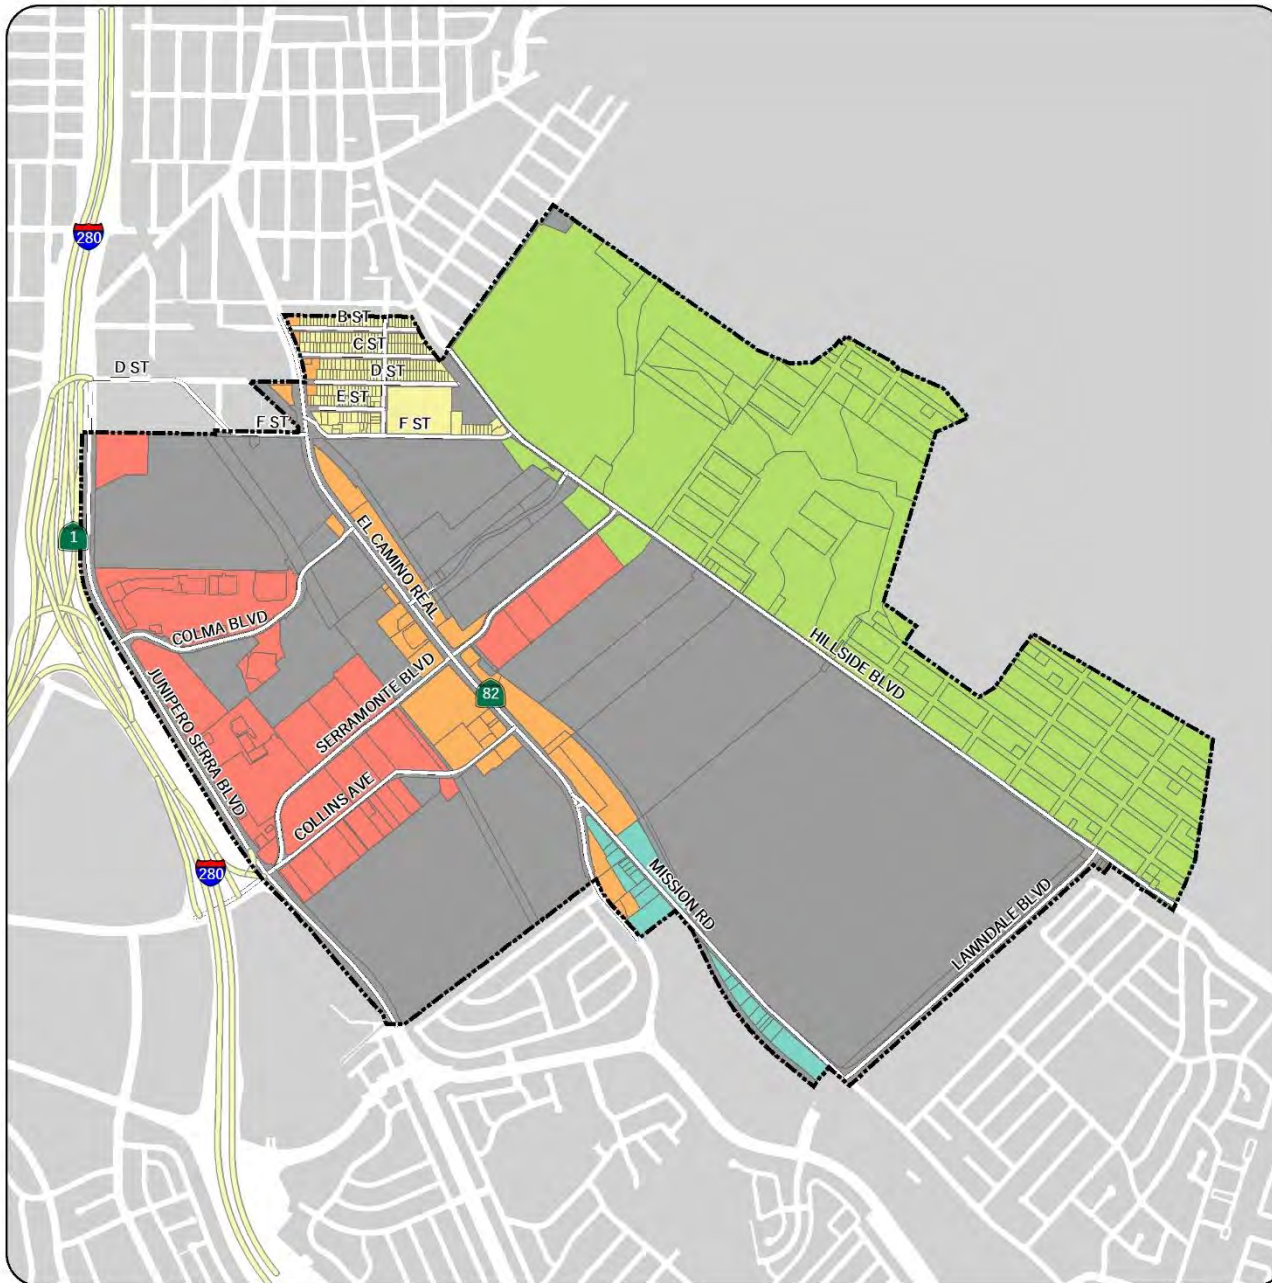 280
B ST
C ST
D ST
D ST
E ST
F ST
F ST
1
EL CAMINO REAL
COLMA BLVD
HILLSIDE BLVD
JUNIPERO SERRA BLVD
SERRAMONTE BLVD
82
COLLINS AVE
280
MISSION RD
LAWNDALE BLVD